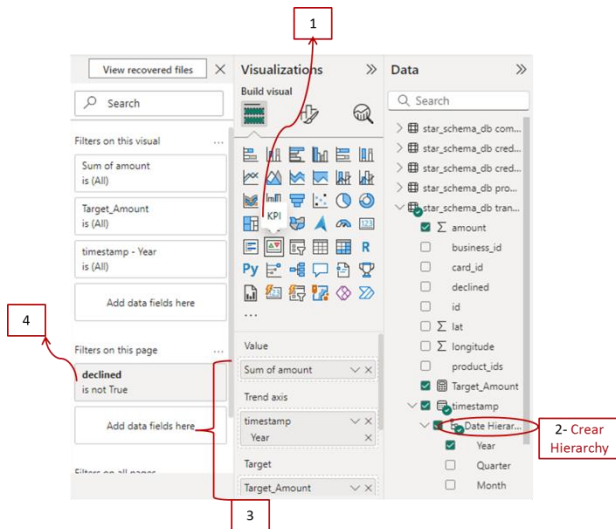 1
View recovered files
Visualizations
Data
Build visual
Search
Search
Filters on this visual
...
Sum of amount
is (All)
Target_Amount
is (All)
timestamp - Year
is (All)
Add data fields here
4
Filters on this page
...
declined
is not True
Add data fields here
KPI
123
R
Py
...
Value
Sum of amount
Trend axis
timestamp
Year
Target
Target_Amount
3
star_schema_db com...
star_schema_db cred...
star_schema_db cred...
star_schema_db pro...
star_schema_db tran...
amount
business_id
card_id
declined
id
lat
longitude
product_ids
Target_Amount
timestamp
Date Hierar...
Year
Quarter
Month
2- Crear
Hierarchy